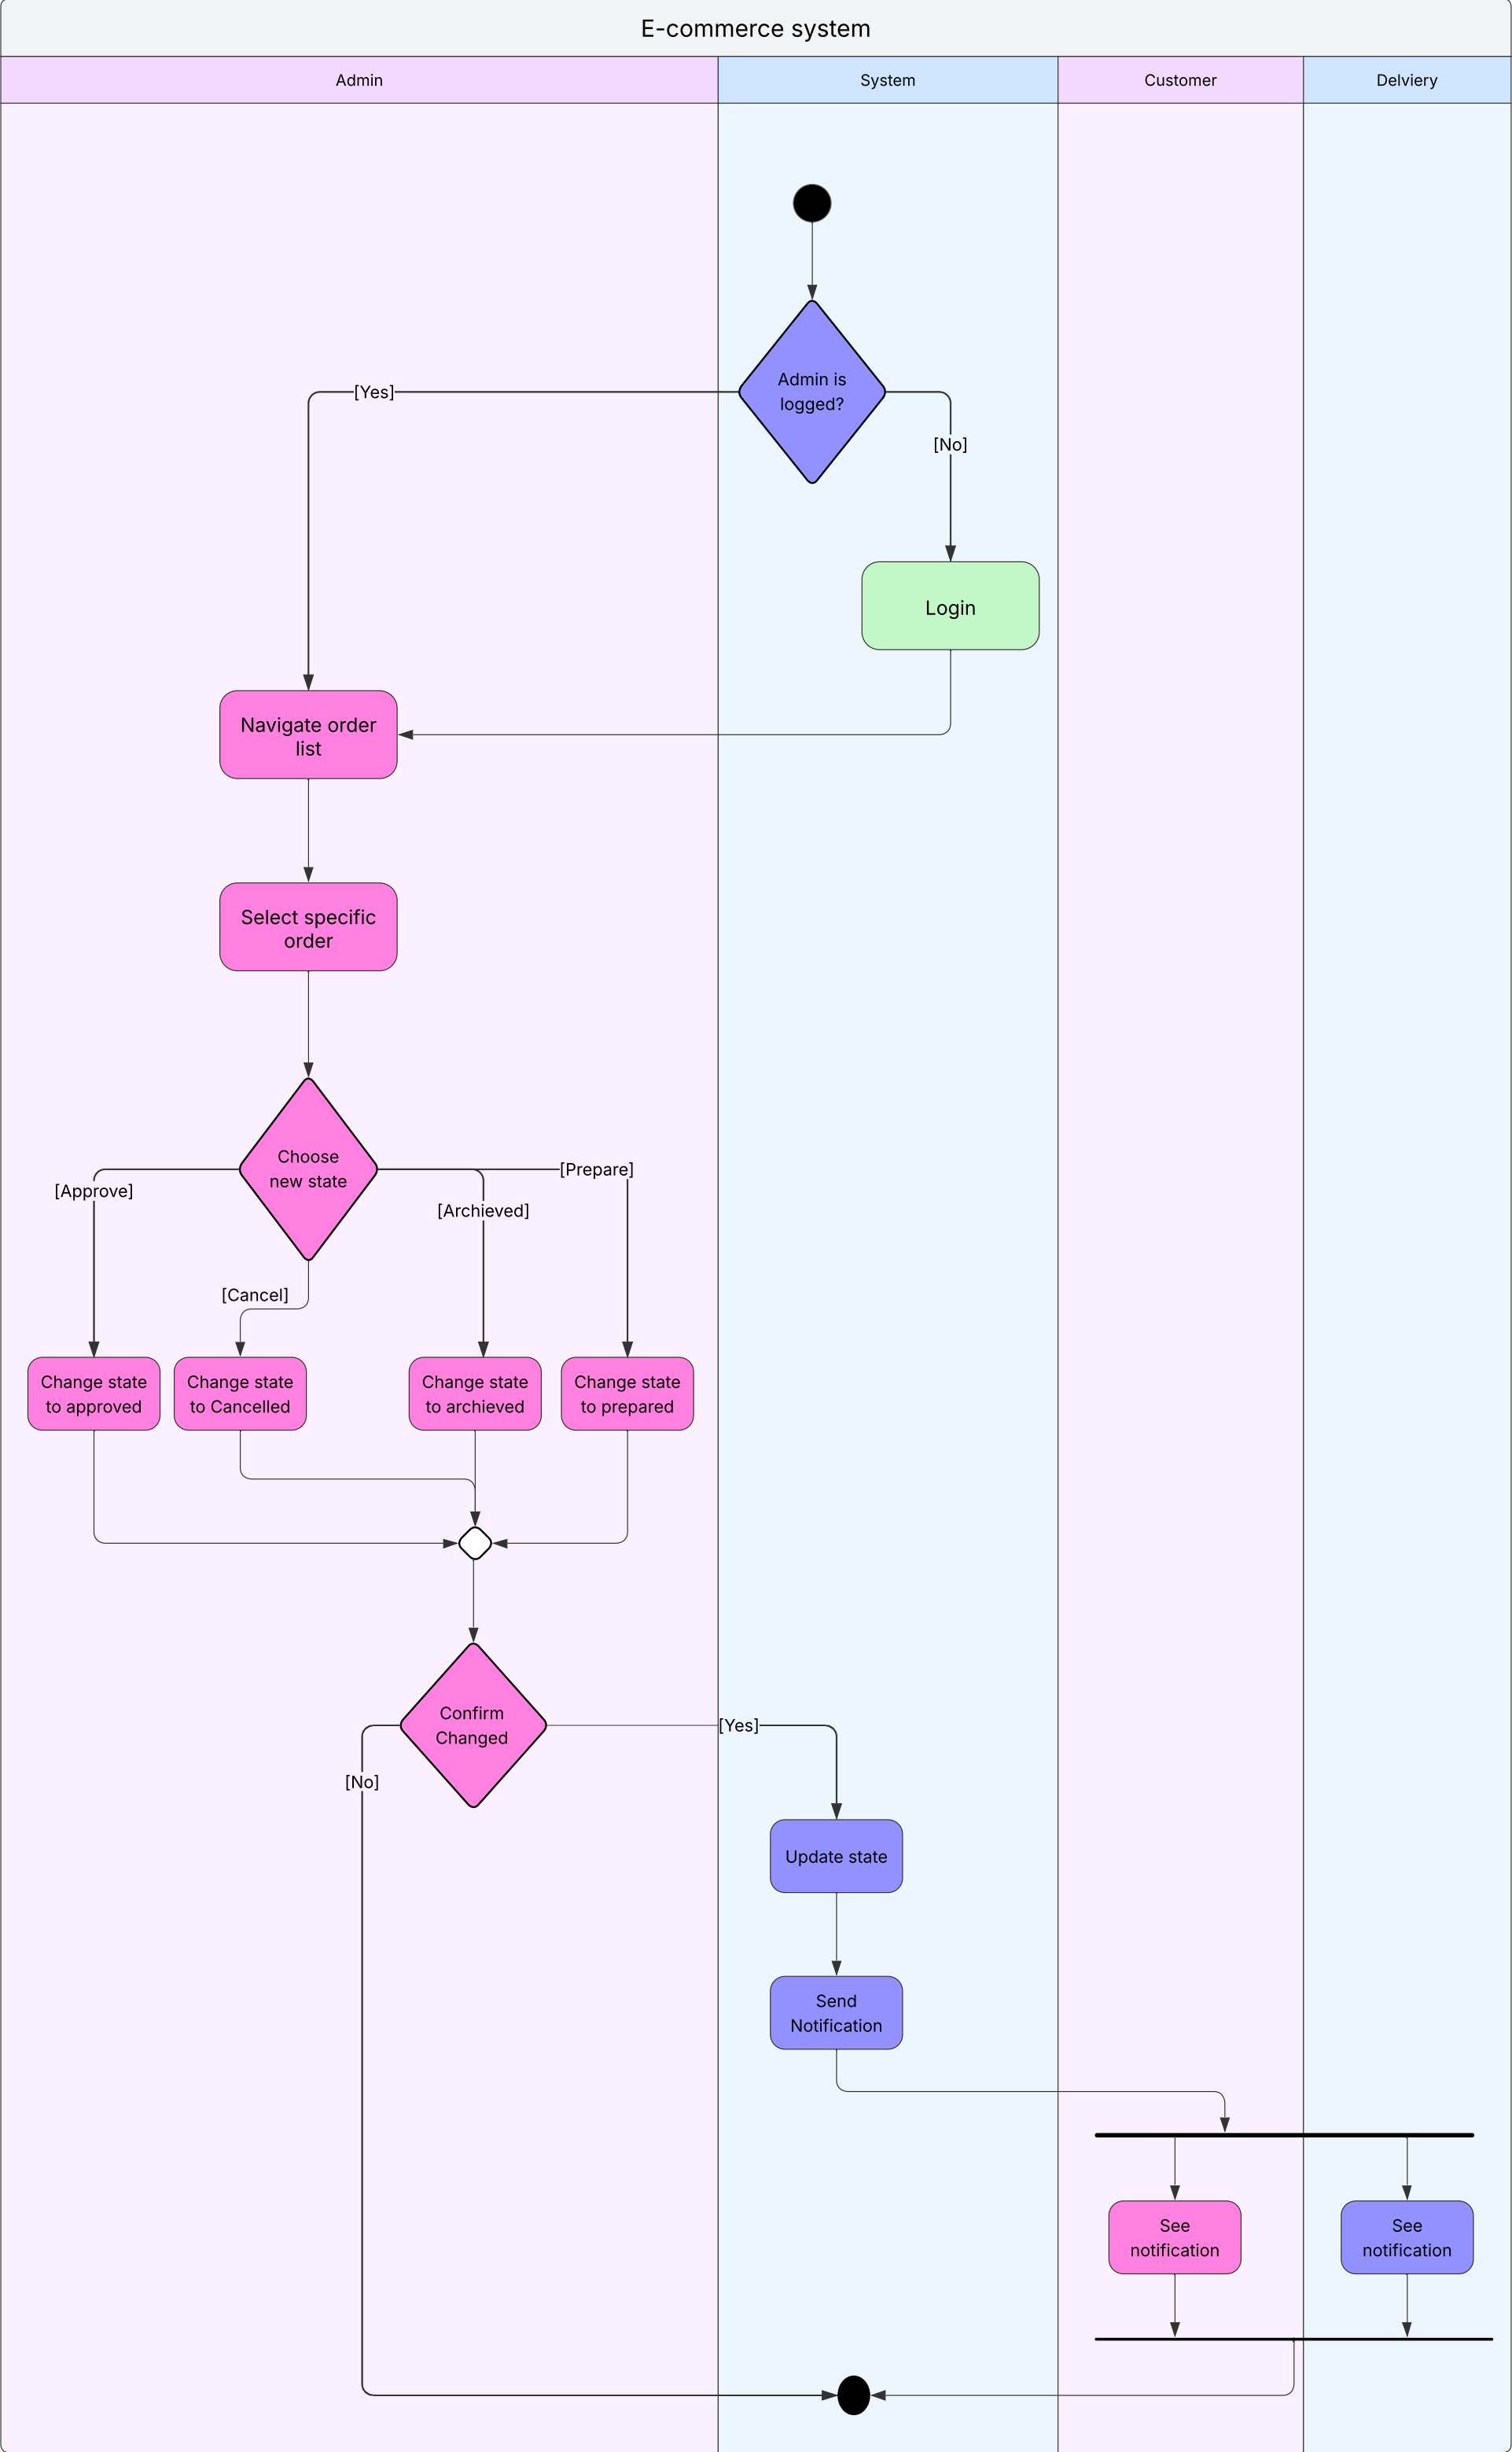 E-commerce system
Admin
System
Customer
Delviery
Admin is
logged?
[Yes]
[No]
Login
Navigate order
list
Select specific
order
Choose
new state
[Approve]
[Prepare]
[Archieved]
[Cancel]
Change state
to approved
Change state
to Cancelled
Change state
to archieved
Change state
to prepared
Confirm
Changed
[Yes]
[No]
Update state
Send
Notification
See
notification
See
notification